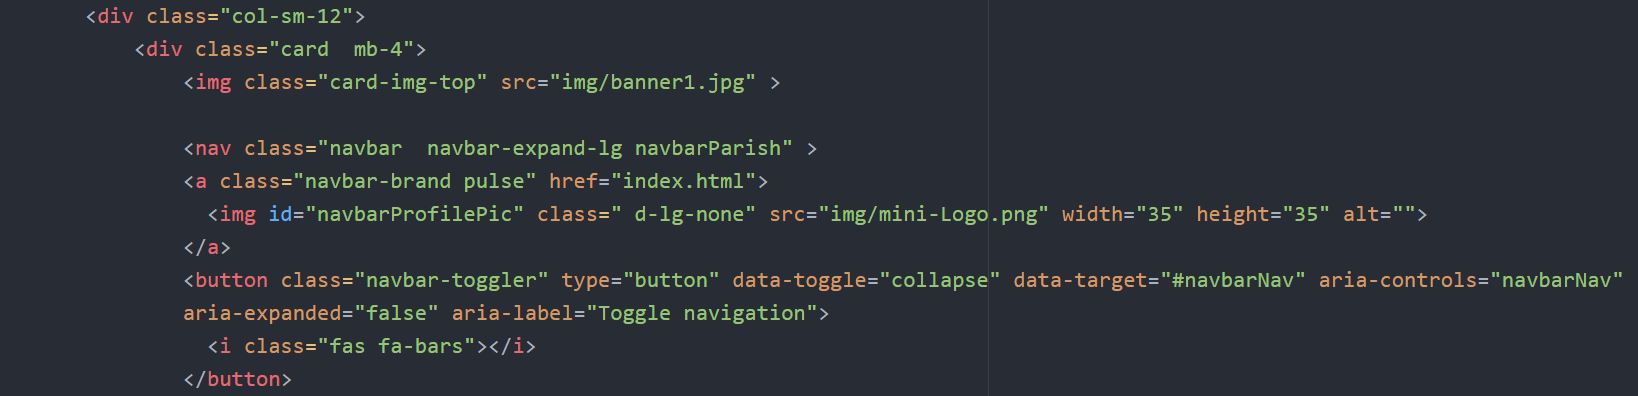 <div class="col-sm-12">
<div class="card  mb-4">
<img class="card-img-top" src="img/banner1.jpg" >
<nav class="navbar  navbar-expand-lg navbarParish" >
<a class="navbar-brand pulse" href="index.html">
<img id="navbarProfilePic" class=" d-lg-none" src="img/mini-Logo.png" width="35" height="35" alt="">
</a>
<button class="navbar-toggler" type="button" data-toggle="collapse" data-target="#navbarNav" aria-controls="navbarNav"
aria-expanded="false" aria-label="Toggle navigation">
<i class="fas fa-bars"></i>
</button>